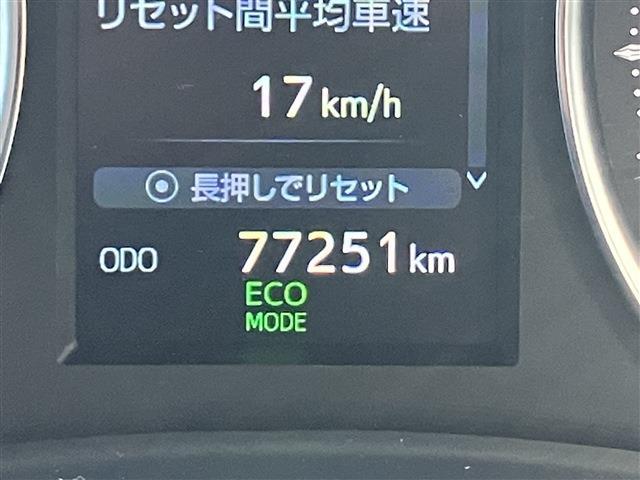 リセット間平均車速
17 km/h
長押しでリセット
ODO 77251 km
ECO
MODE